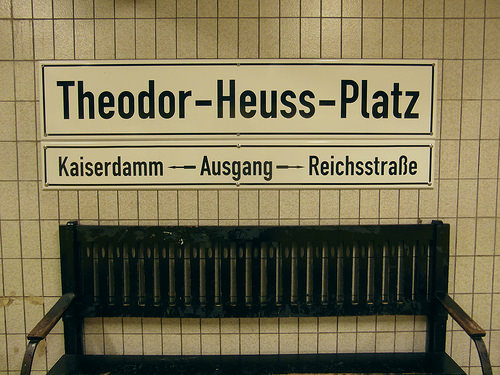 Theodor-Heuss-Platz
Kaiserdamm ← Ausgang → Reichsstraße